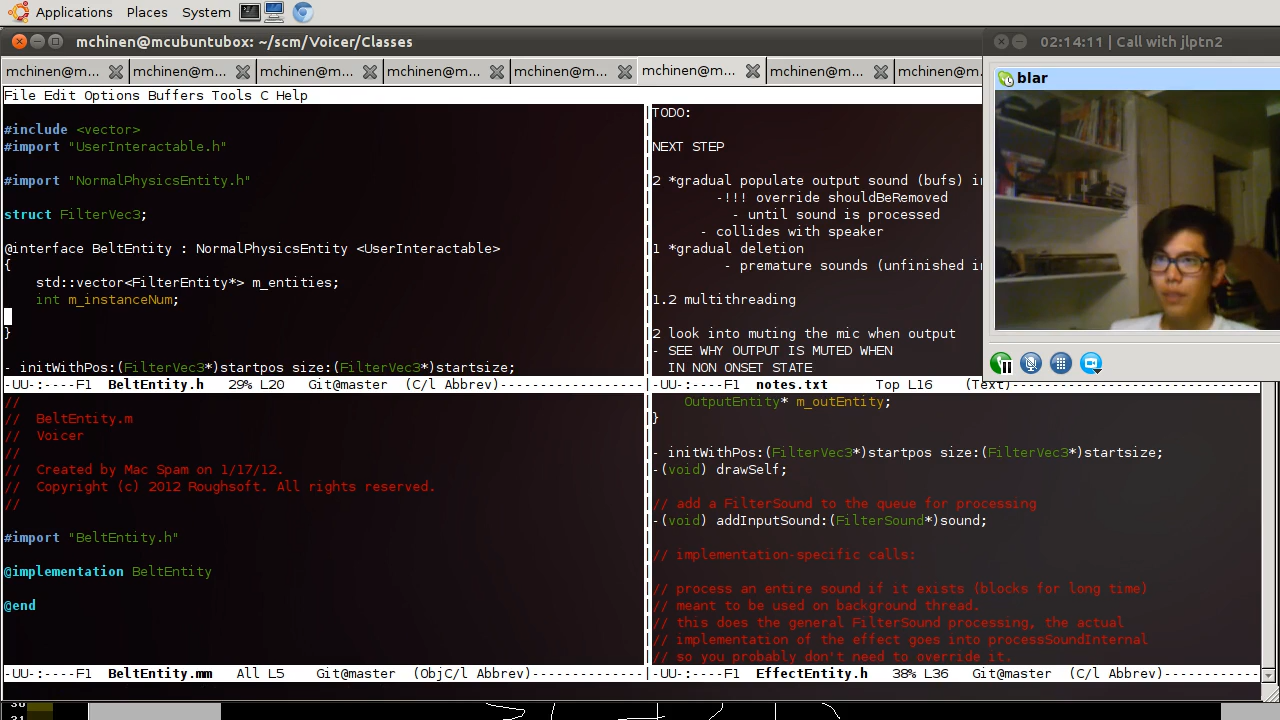 Applications Places System
mchinen@mcubuntubox: ~/scm/Voicer/Classes
02:14:11 | Call with jlptn2
mchinen@m... mchinen@m... mchinen@m... mchinen@m... mchinen@m... mchinen@m... mchinen@m... mchinen@m.
blar
File Edit Options Buffers Tools C Help
#include <vector>
#import "UserInteractable.h"
#import "NormalPhysicsEntity.h"
struct FilterVec3;
@interface BeltEntity : NormalPhysicsEntity <UserInteractable>
{
std::vector<FilterEntity*> m_entities;
int m_instanceNum;
}
- initWithPos:(FilterVec3*)startpos size:(FilterVec3*)startsize;
-UU-:----F1 BeltEntity.h 29% L20 Git@master (C/l Abbrev)
TODO:
NEXT STEP
2 *gradual populate output sound (bufs) i
-!!! override shouldBeRemoved
- until sound is processed
- collides with speaker
1 *gradual deletion
- premature sounds (unfinished i
1.2 multithreading
2 look into muting the mic when output
- SEE WHY OUTPUT IS MUTED WHEN
IN NON ONSET STATE
-UU-:----F1 notes.txt Top L16 (Text)
//
// BeltEntity.m
// Voicer
//
// Created by Mac Spam on 1/17/12.
// Copyright (c) 2012 Roughsoft. All rights reserved.
//
#import "BeltEntity.h"
@implementation BeltEntity
@end
-UU-:----F1 BeltEntity.mm All L5 Git@master (ObjC/l Abbrev)
OutputEntity* m_outEntity;
}
- initWithPos:(FilterVec3*)startpos size:(FilterVec3*)startsize;
-(void) drawSelf;
// add a FilterSound to the queue for processing
-(void) addInputSound:(FilterSound*)sound;
// implementation-specific calls:
// process an entire sound if it exists (blocks for long time)
// meant to be used on background thread.
// this does the general FilterSound processing, the actual
// implementation of the effect goes into processSoundInternal
// so you probably don't need to override it.
-UU-:----F1 EffectEntity.h 38% L36 Git@master (C/l Abbrev)